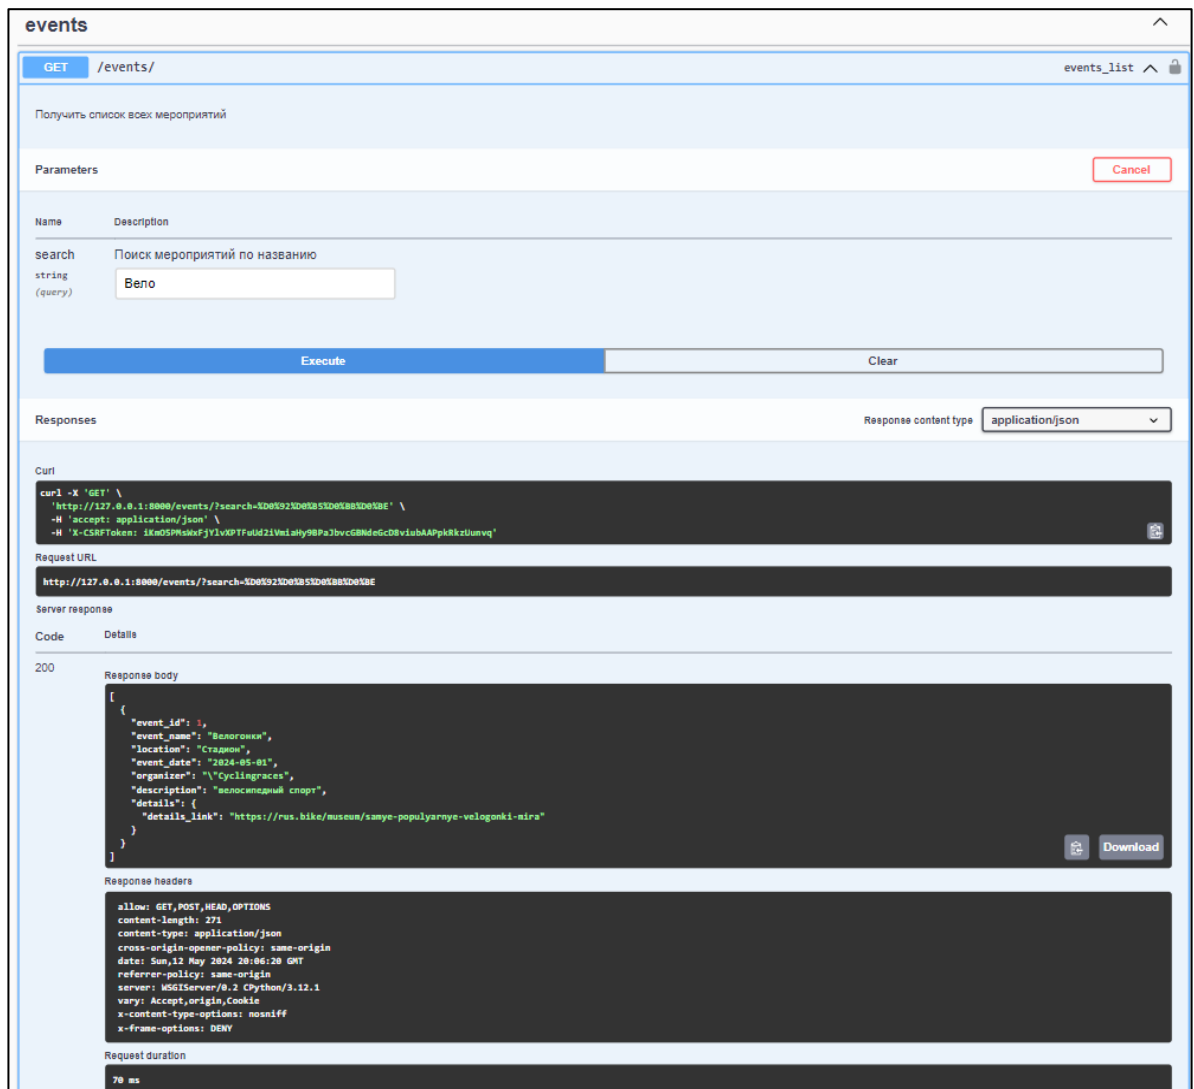 events
GET /events/ events_list
Получить список всех мероприятий
Parameters Cancel
Name Description
search Поиск мероприятий по названию
string
(query)
Вело
Execute Clear
Responses Response content type application/json
Curl
curl -X 'GET' \
'http://127.0.0.1:8000/events/?search=%D0%92%D0%B5%D0%BB%D0%BE' \
-H 'accept: application/json' \
-H 'X-CSRFToken:
Request URL
http://127.0.0.1:8000/events/?search=%D0%92%D0%B5%D0%BB%D0%BE
Server response
Code Details
200
Response body
[
{
"event_id": 1,
"event_name": "Велогонки",
"location": "Стадион",
"event_date": "2024-05-01",
"organizer": "\"Cyclingraces",
"description": "велосипедный спорт",
"details": {
"details_link": "https://rus.bike/museum/samye-populyarnye-velogonki-mira"
}
}
]
Download
Response headers
allow: GET,POST,HEAD,OPTIONS
content-length: 271
content-type: application/json
cross-origin-opener-policy: same-origin
date: Sun,12 May 2024 20:06:20 GMT
referrer-policy: same-origin
server: WSGIServer/0.2 CPython/3.12.1
vary: Accept,origin,Cookie
x-content-type-options: nosniff
x-frame-options: DENY
Request duration
70 ms